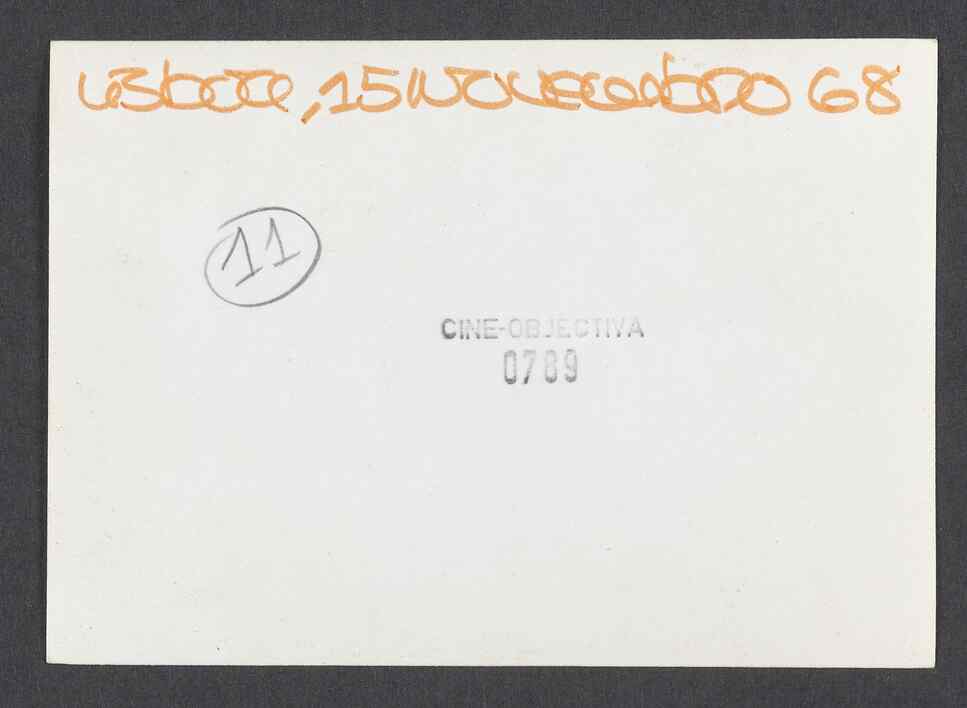 Lisboa, 15 Novembro 68
11
CINE-OBJECTIVA
0789